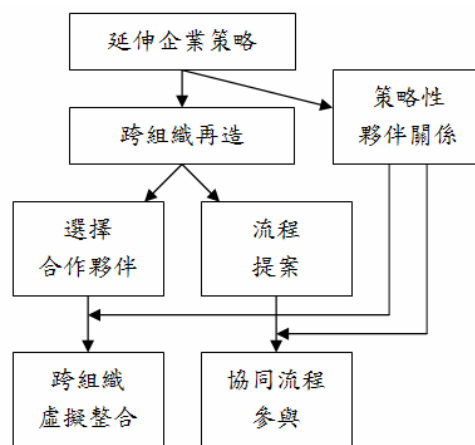 延伸企業策略
策略性
夥伴關係
跨組織再造
選擇
合作夥伴
流程
提案
跨組織
虛擬整合
協同流程
參與